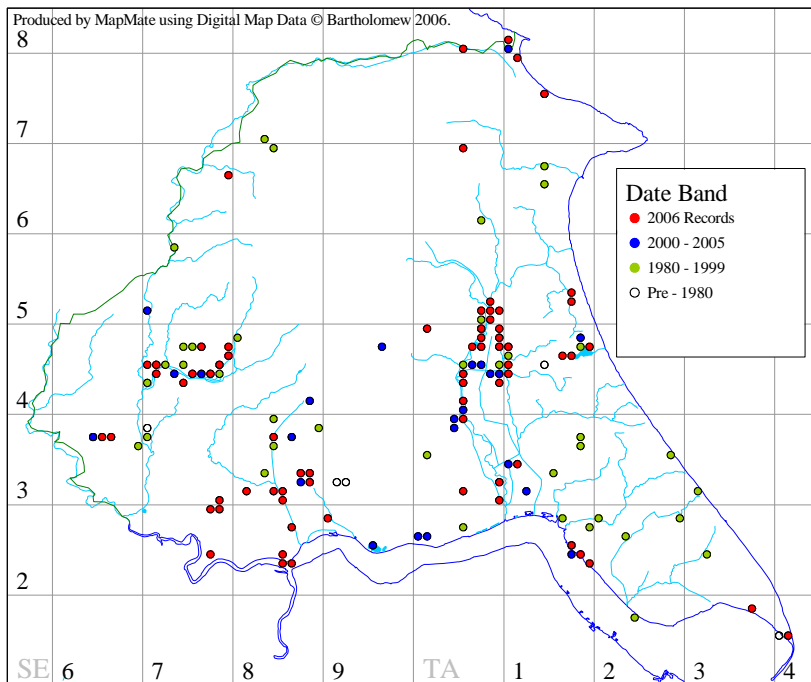 Produced by MapMate using Digital Map Data © Bartholomew 2006.
8
7
Date Band
2006 Records
2000 - 2005
1980 - 1999
Pre - 1980
6
5
4
3
2
SE 6 7 8 9 TA 1 2 3 4